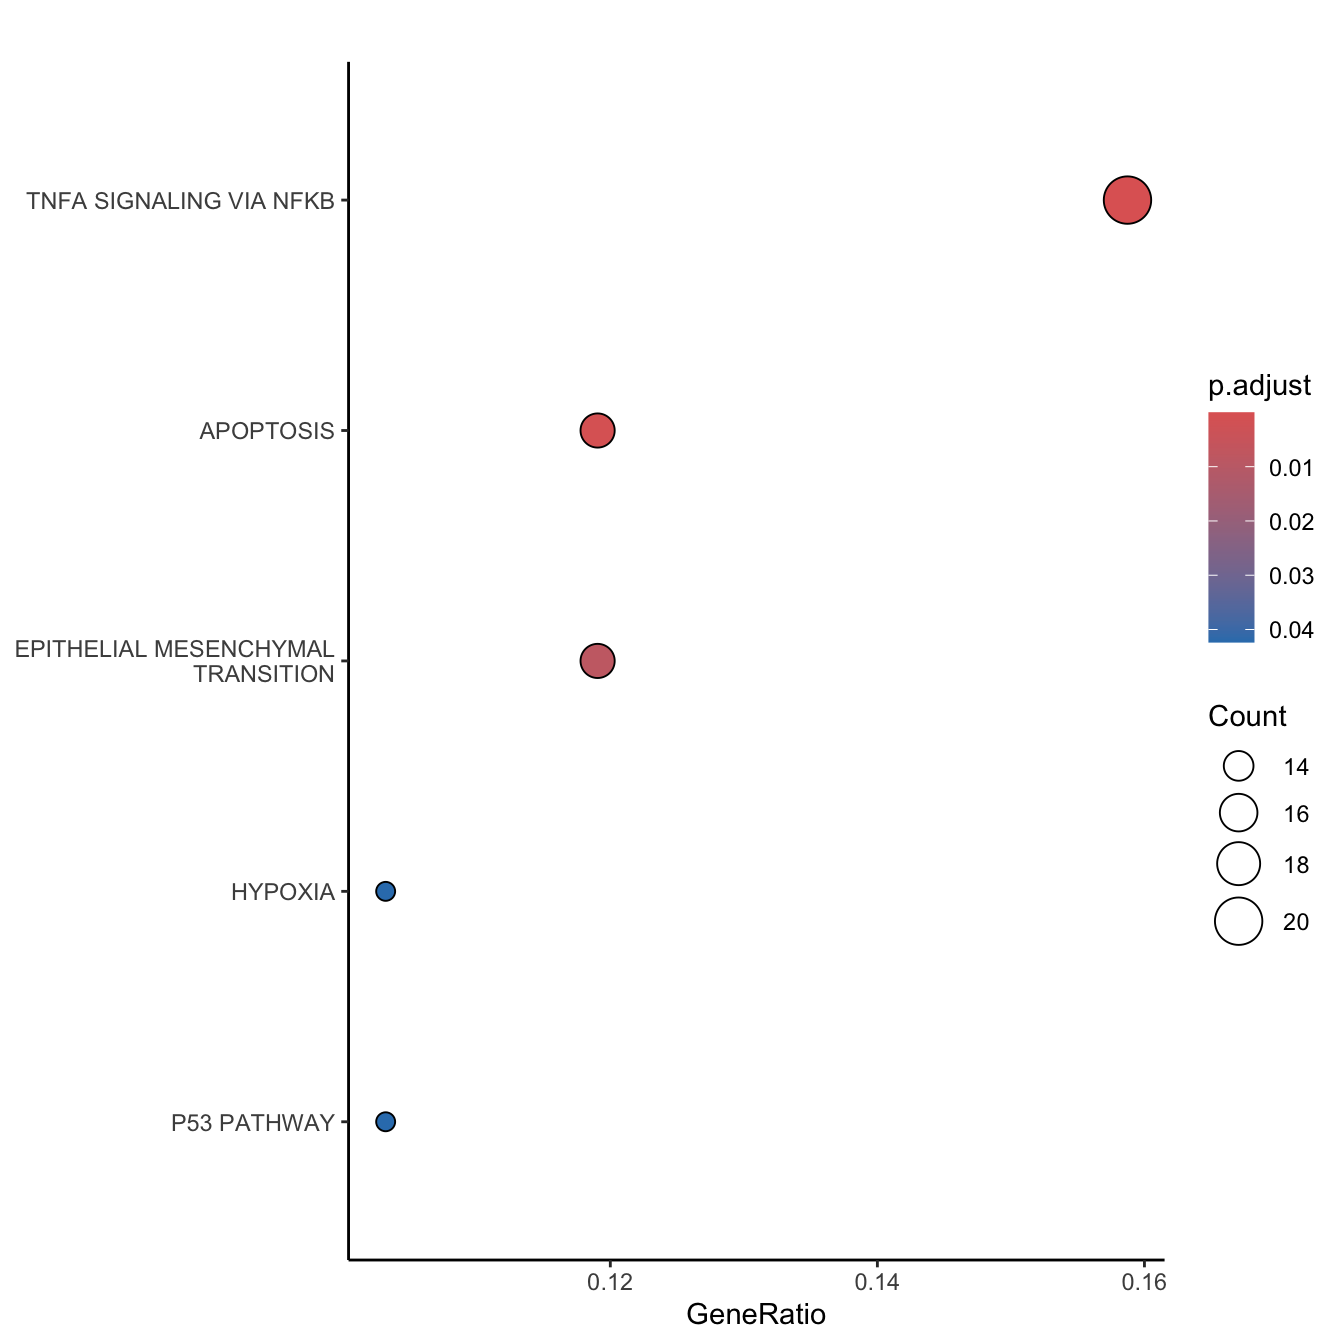 TNFA SIGNALING VIA NFKB
APOPTOSIS
EPITHELIAL MESENCHYMAL
TRANSITION
HYPOXIA
P53 PATHWAY
0.12
0.14
0.16
GeneRatio
p.adjust
0.01
0.02
0.03
0.04
Count
14
16
18
20